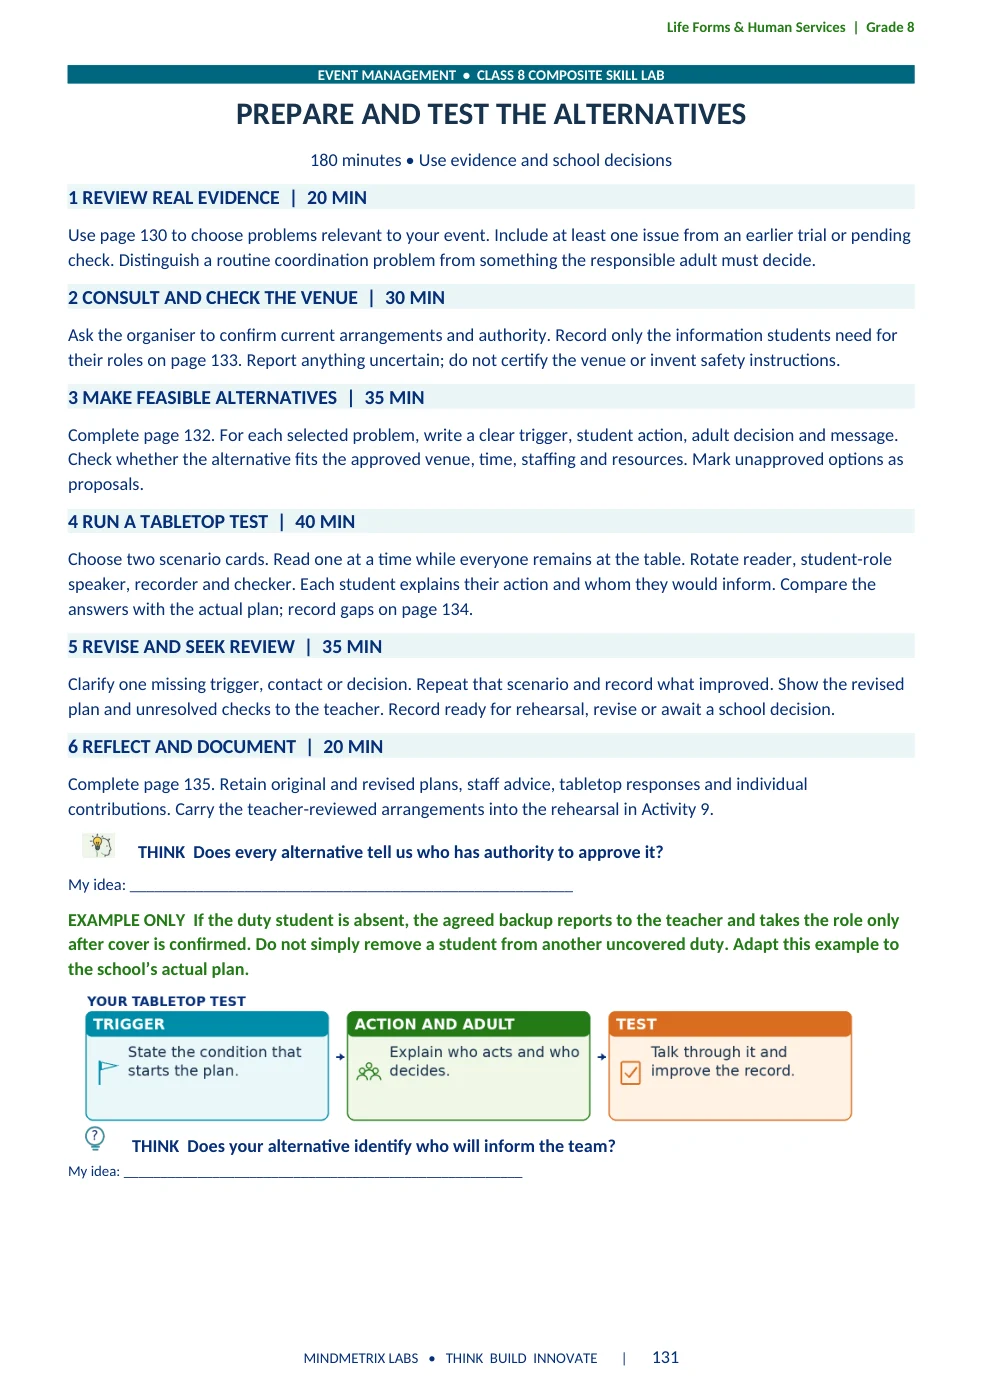 Life Forms & Human Services | Grade 8
EVENT MANAGEMENT ● CLASS 8 COMPOSITE SKILL LAB
PREPARE AND TEST THE ALTERNATIVES
180 minutes • Use evidence and school decisions
1 REVIEW REAL EVIDENCE | 20 MIN
Use page 130 to choose problems relevant to your event. Include at least one issue from an earlier trial or pending
check. Distinguish a routine coordination problem from something the responsible adult must decide.
2 CONSULT AND CHECK THE VENUE | 30 MIN
Ask the organiser to confirm current arrangements and authority. Record only the information students need for
their roles on page 133. Report anything uncertain; do not certify the venue or invent safety instructions.
3 MAKE FEASIBLE ALTERNATIVES | 35 MIN
Complete page 132. For each selected problem, write a clear trigger, student action, adult decision and message.
Check whether the alternative fits the approved venue, time, staffing and resources. Mark unapproved options as
proposals.
4 RUN A TABLETOP TEST | 40 MIN
Choose two scenario cards. Read one at a time while everyone remains at the table. Rotate reader, student-role
speaker, recorder and checker. Each student explains their action and whom they would inform. Compare the
answers with the actual plan; record gaps on page 134.
5 REVISE AND SEEK REVIEW | 35 MIN
Clarify one missing trigger, contact or decision. Repeat that scenario and record what improved. Show the revised
plan and unresolved checks to the teacher. Record ready for rehearsal, revise or await a school decision.
6 REFLECT AND DOCUMENT | 20 MIN
Complete page 135. Retain original and revised plans, staff advice, tabletop responses and individual
contributions. Carry the teacher-reviewed arrangements into the rehearsal in Activity 9.
THINK Does every alternative tell us who has authority to approve it?
My idea: ____________________________________________________
EXAMPLE ONLY If the duty student is absent, the agreed backup reports to the teacher and takes the role only
after cover is confirmed. Do not simply remove a student from another uncovered duty. Adapt this example to
the school’s actual plan.
YOUR TABLETOP TEST
TRIGGER
State the condition that
starts the plan.
ACTION AND ADULT
Explain who acts and who
decides.
TEST
Talk through it and
improve the record.
THINK Does your alternative identify who will inform the team?
My idea: ____________________________________________________
MINDMETRIX LABS ● THINK BUILD INNOVATE | 131